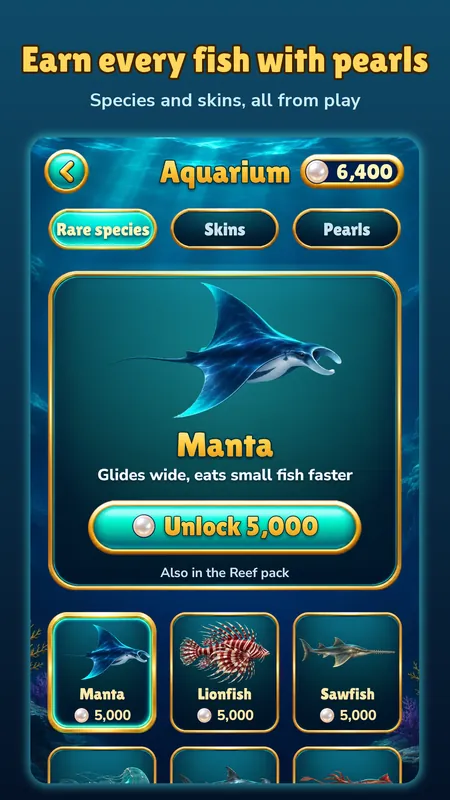 Earn every fish with pearls
Species and skins, all from play
Aquarium
6,400
Rare species
Skins
Pearls
Manta
Glides wide, eats small fish faster
Unlock 5,000
Also in the Reef pack
Manta
5,000
Lionfish
5,000
Sawfish
5,000